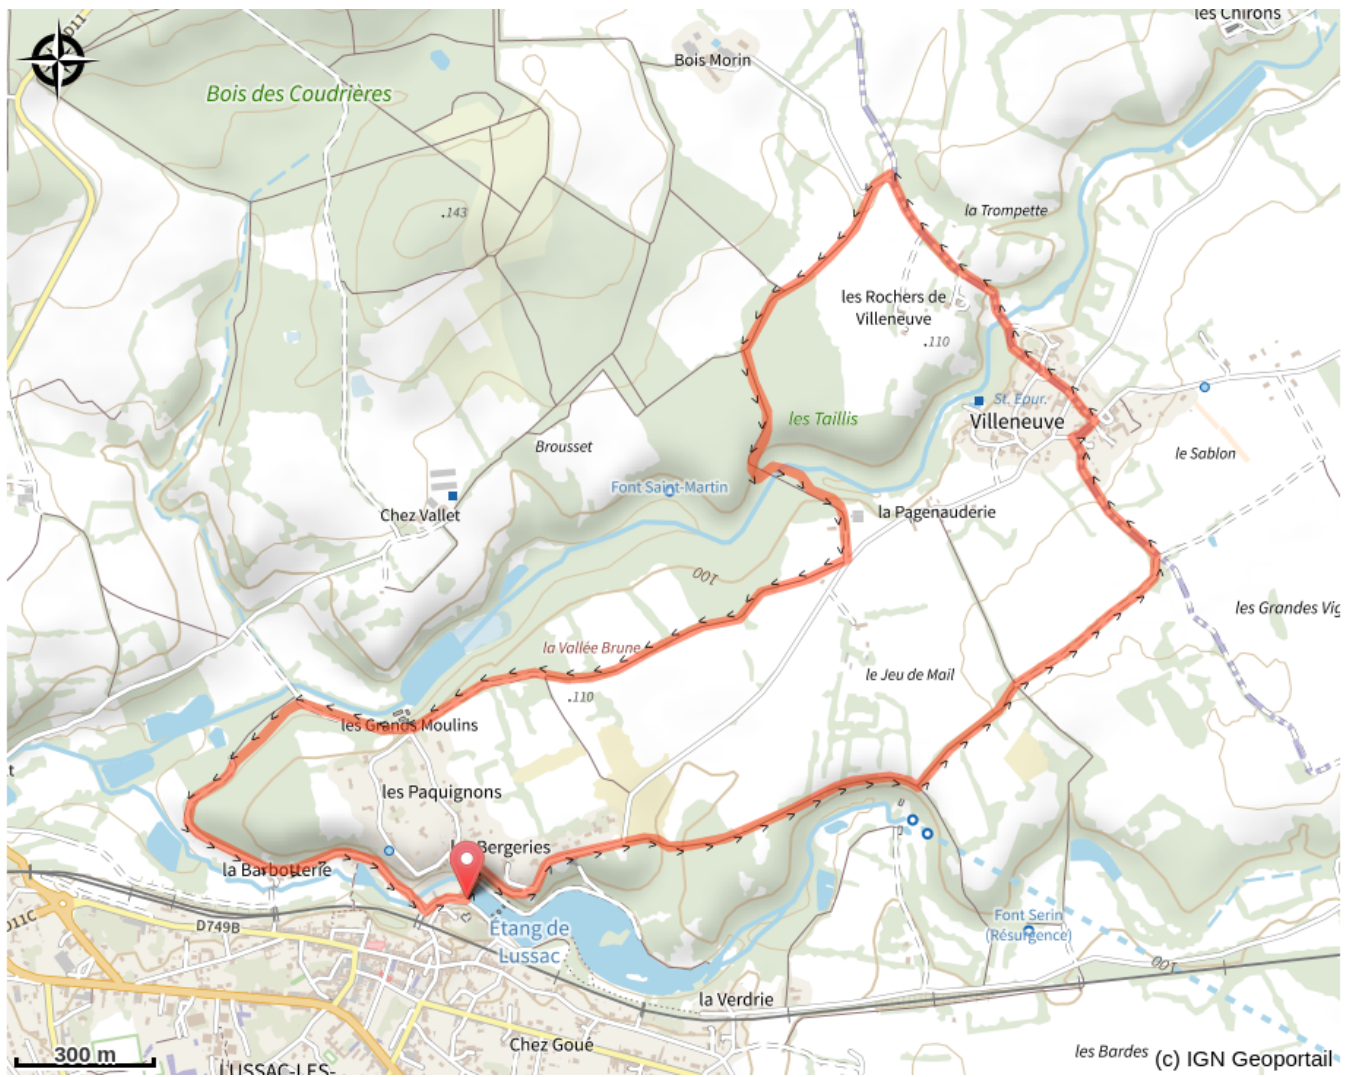 D11
les Chirons
Bois Morin
Bois des Coudrières
.143
la Trompette
les Rochers de
Villeneuve
.110
St. Epur.
les Taillis
Villeneuve
Brousset
le Sablon
Font Saint-Martin
Chez Vallet
la Pagenauderie
100
les Grandes Vig
la Vallée Brune
le Jeu de Mail
.110
les Grands Moulins
t
les Paquignons
Bergeries
la Barbotterie
D11C
D749B
Étang de
Lussac
Font Serin
(Résurgence)
100
la Verdrie
Chez Goué
300 m
les Bardes
(c) IGN Geoportail
LUSSAC-LES-